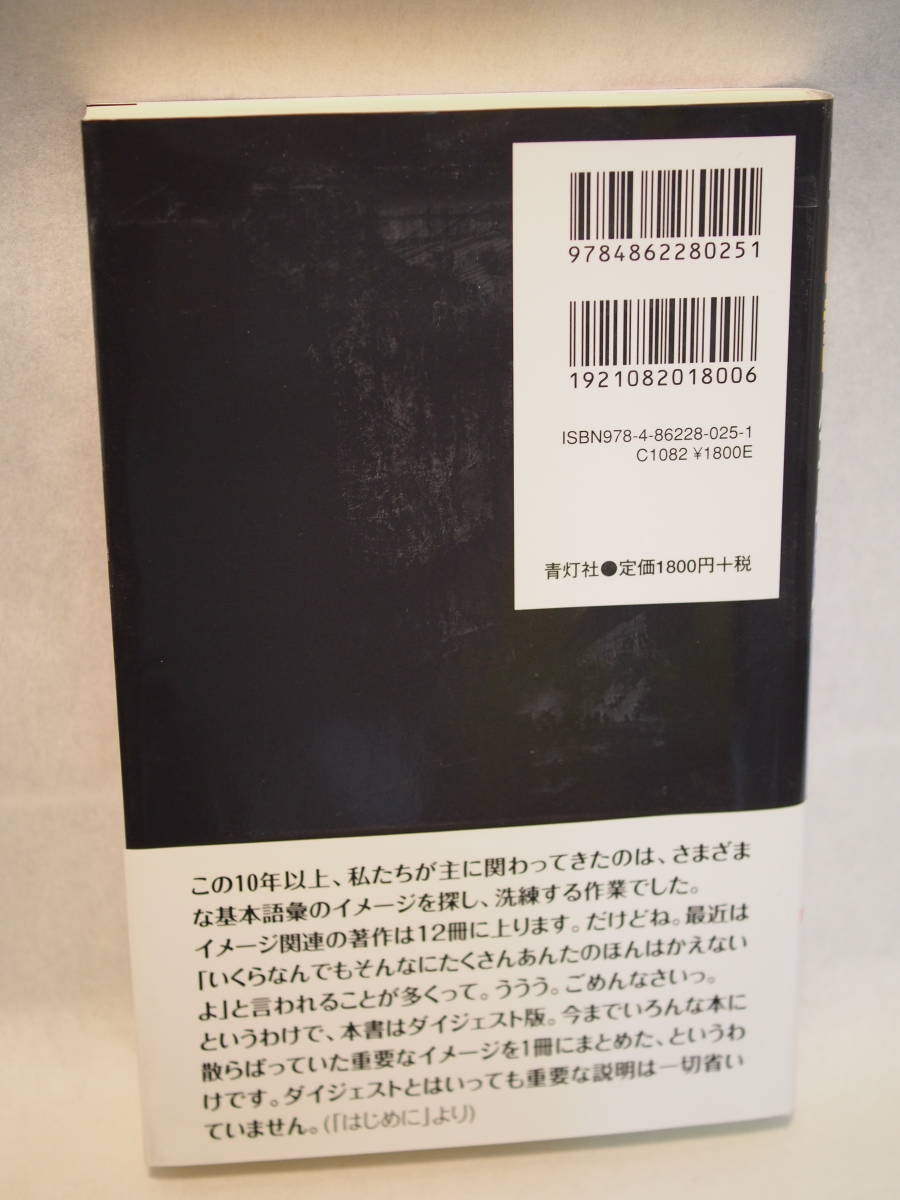 9784862280251
1921082018006
ISBN978-4-86228-025-1
C1082 ¥1800E
青灯社●定価1800円+税
この10年以上、私たちが主に関わってきたのは、さまざま
な基本語彙のイメージを探し、洗練する作業でした。
イメージ関連の著作は12冊に上ります。だけどね。最近は
「いくらなんでもそんなにたくさんあんたのほんはかえない
よ」と言われることが多くって。ううう。ごめんなさいっ。
というわけで、本書はダイジェスト版。今までいろんな本に
散らばっていた重要なイメージを1冊にまとめた、というわ
けです。ダイジェストとはいっても重要な説明は一切省い
ていません。(「はじめに」より)